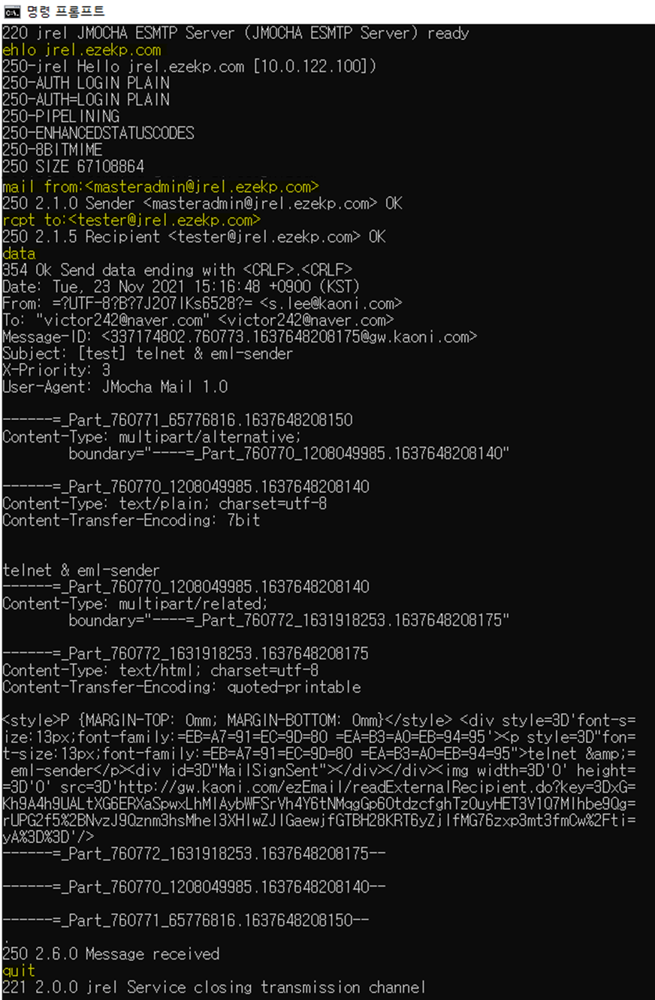 명령 프롬프트
220 jrel JMOCHA ESMTP Server (JMOCHA ESMTP Server) ready
ehlo jrel.ezekp.com
250-jrel Hello jrel.ezekp.com [10.0.122.100])
250-AUTH LOGIN PLAIN
250-AUTH=LOGIN PLAIN
250-PIPELINING
250-ENHANCEDSTATUSCODES
250-8BITMIME
250 SIZE 67108864
mail from:<masteradmin@jrel.ezekp.com>
250 2.1.0 Sender <masteradmin@jrel.ezekp.com> OK
rcpt to:<tester@jrel.ezekp.com>
250 2.1.5 Recipient <tester@jrel.ezekp.com> OK
data
354 Ok Send data ending with <CRLF>.<CRLF>
Date: Tue, 23 Nov 2021 15:16:48 +0900 (KST)
From: =?UTF-8?B?7J207IKs6528?= <s.lee@kaoni.com>
To: "victor242@naver.com" <victor242@naver.com>
Message-ID: <337174802.760773.1637648208175@gw.kaoni.com>
Subject: [test] telnet & eml-sender
X-Priority: 3
User-Agent: JMocha Mail 1.0
------=_Part_760771_65776816.1637648208150
Content-Type: multipart/alternative;
boundary="----=_Part_760770_1208049985.1637648208140"
------=_Part_760770_1208049985.1637648208140
Content-Type: text/plain; charset=utf-8
Content-Transfer-Encoding: 7bit
telnet & eml-sender
------=_Part_760770_1208049985.1637648208140
Content-Type: multipart/related;
boundary="----=_Part_760772_1631918253.1637648208175"
------=_Part_760772_1631918253.1637648208175
Content-Type: text/html; charset=utf-8
Content-Transfer-Encoding: quoted-printable
<style>P {MARGIN-TOP: 0mm; MARGIN-BOTTOM: 0mm}</style> <div style=3D'font-s=
ize:13px;font-family:=EB=A7=91=EC=9D=80 =EA=B3=A0=EB=94=95'><p style=3D"fon=
t-size:13px;font-family:=EB=A7=91=EC=9D=80 =EA=B3=A0=EB=94=95">telnet &amp;=
eml-sender</p><div id=3D"MailSignSent"></div></div><img width=3D'0' height=
=3D'0' src=3D'http://gw.kaoni.com/ezEmail/readExternalRecipient.do?key=3DxG=
Kh9A4h9UALtXG6ERXaSpwxLhMlAybWFSrVh4Y6tNMqgGp6OtdzcfghTzOuyHET3V1Q7MIhbe9Qg=
rUPG2f5%2BNvzJ9Qznm3hsMhel3XHlwZJlGaewjfGTBH28KRT6yZjlfMG76zxp3mt3fmCw%2Fti=
yA%3D%3D'/>
------=_Part_760772_1631918253.1637648208175--
------=_Part_760770_1208049985.1637648208140--
------=_Part_760771_65776816.1637648208150--
.
250 2.6.0 Message received
quit
221 2.0.0 jrel Service closing transmission channel